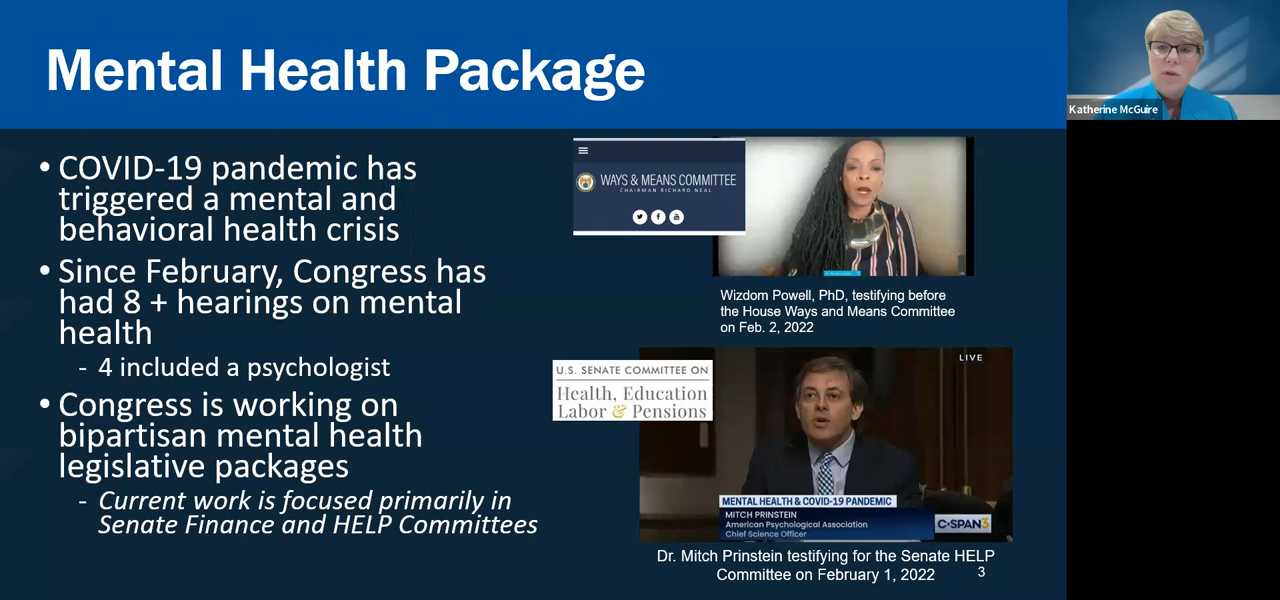 Mental Health Package
Katherine McGuire
• COVID-19 pandemic has
triggered a mental and
behavioral health crisis
• Since February, Congress has
had 8 + hearings on mental
health
- 4 included a psychologist
• Congress is working on
bipartisan mental health
legislative packages
- Current work is focused primarily in
Senate Finance and HELP Committees
WAYS & MEANS COMMITTEE
CHAIRMAN RICHARD NEAL
Wizdom Powell, PhD, testifying before
the House Ways and Means Committee
on Feb. 2, 2022
U.S. SENATE COMMITTEE ON
Health, Education
Labor & Pensions
LIVE
MENTAL HEALTH & COVID-19 PANDEMIC
MITCH PRINSTEIN
American Psychological Association
Chief Science Officer
C-SPAN3
Dr. Mitch Prinstein testifying for the Senate HELP
Committee on February 1, 2022
3